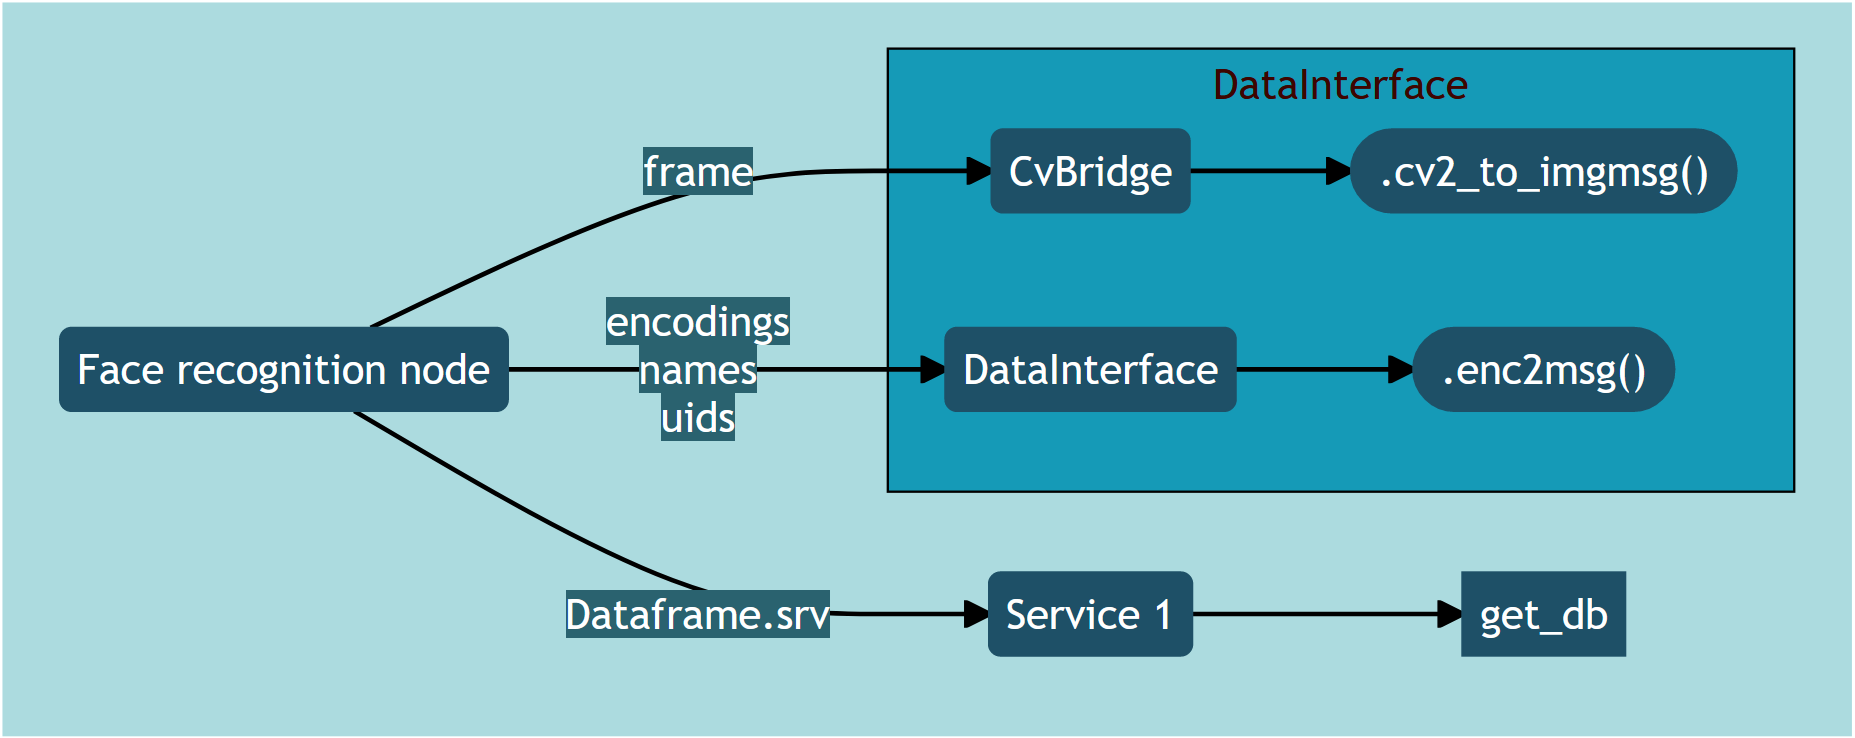 DataInterface
frame
CvBridge
.cv2_to_imgmsg()
Face recognition node
encodings
names
uids
DataInterface
.enc2msg()
Dataframe.srv
Service 1
get_db